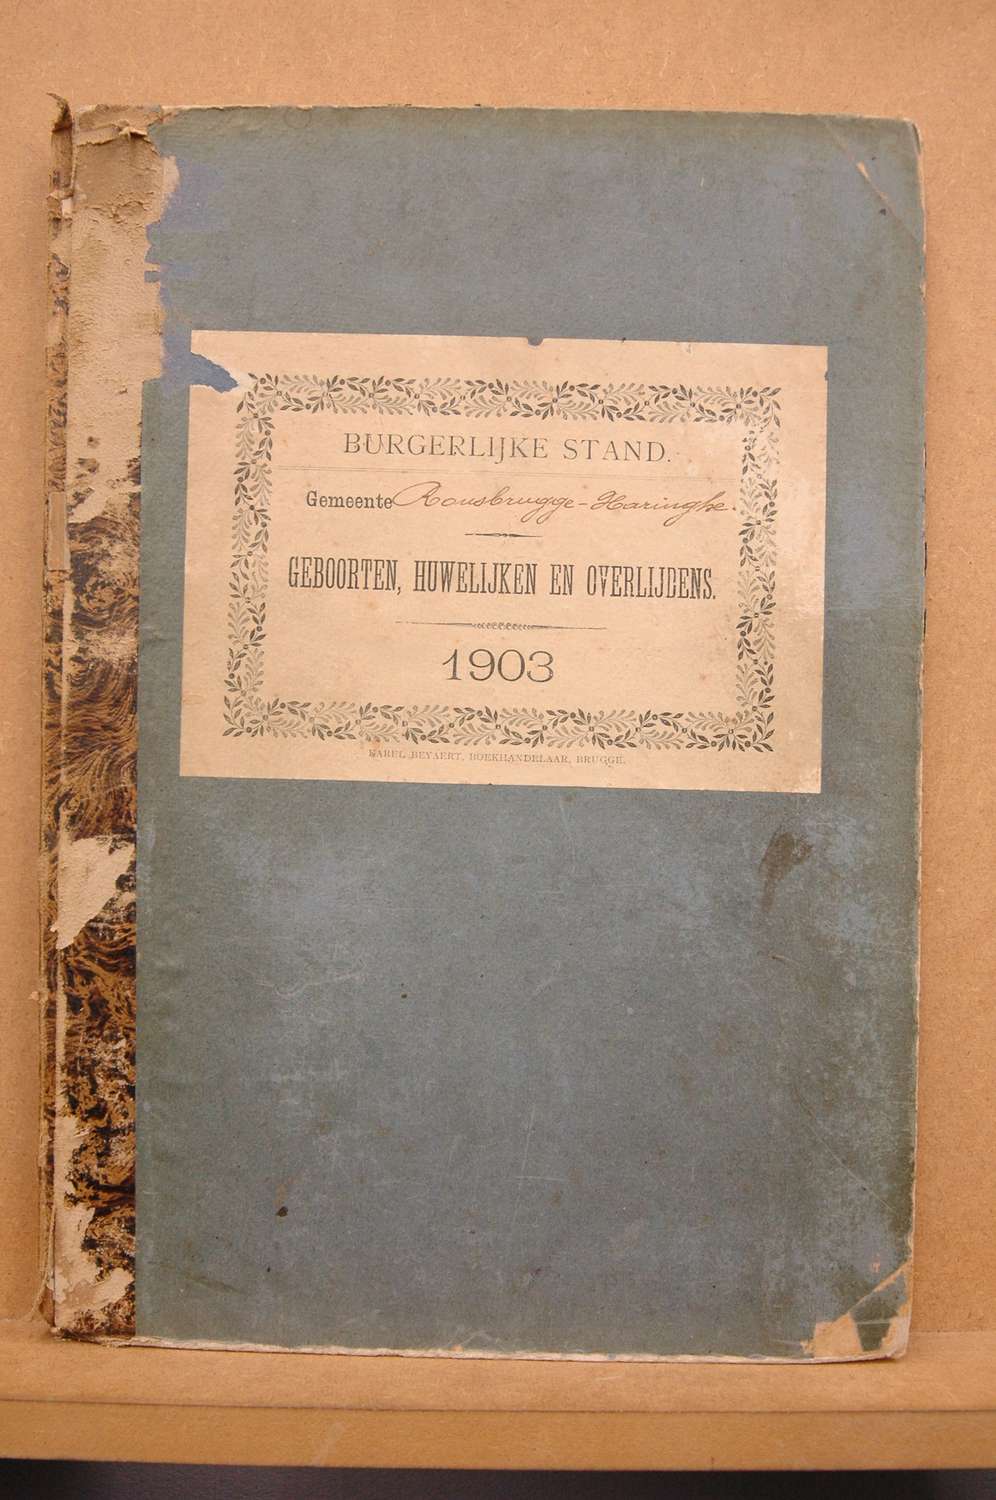 BURGERLIJKE STAND.
Gemeente Rousbrugge-Haringhe.
GEBOORTEN, HUWELIJKEN EN OVERLIJDENS.
1903
KAREL BEYAERT, BOEKHANDELAAR, BRUGGE.